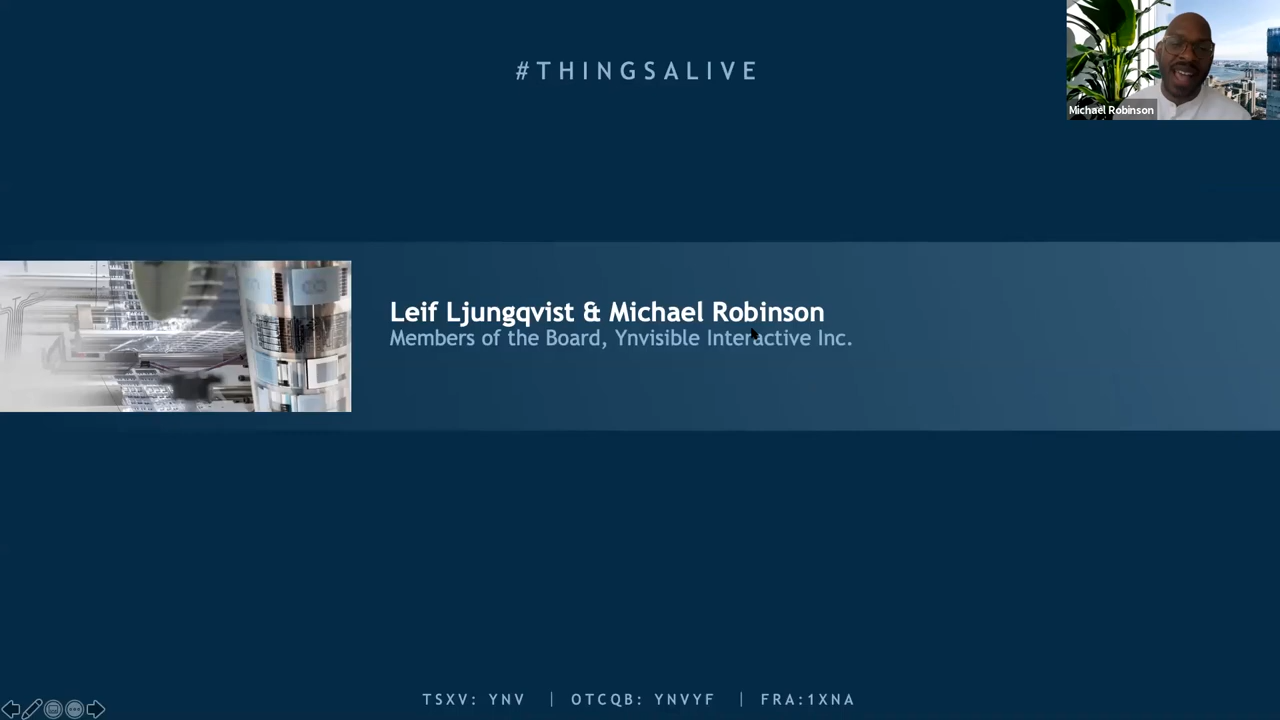 #THINGSALIVE
Michael Robinson
Leif Ljungqvist & Michael Robinson
Members of the Board, Ynvisible Interactive Inc.
TSXV: YNV | OTCQB: YNVYF | FRA:1XNA